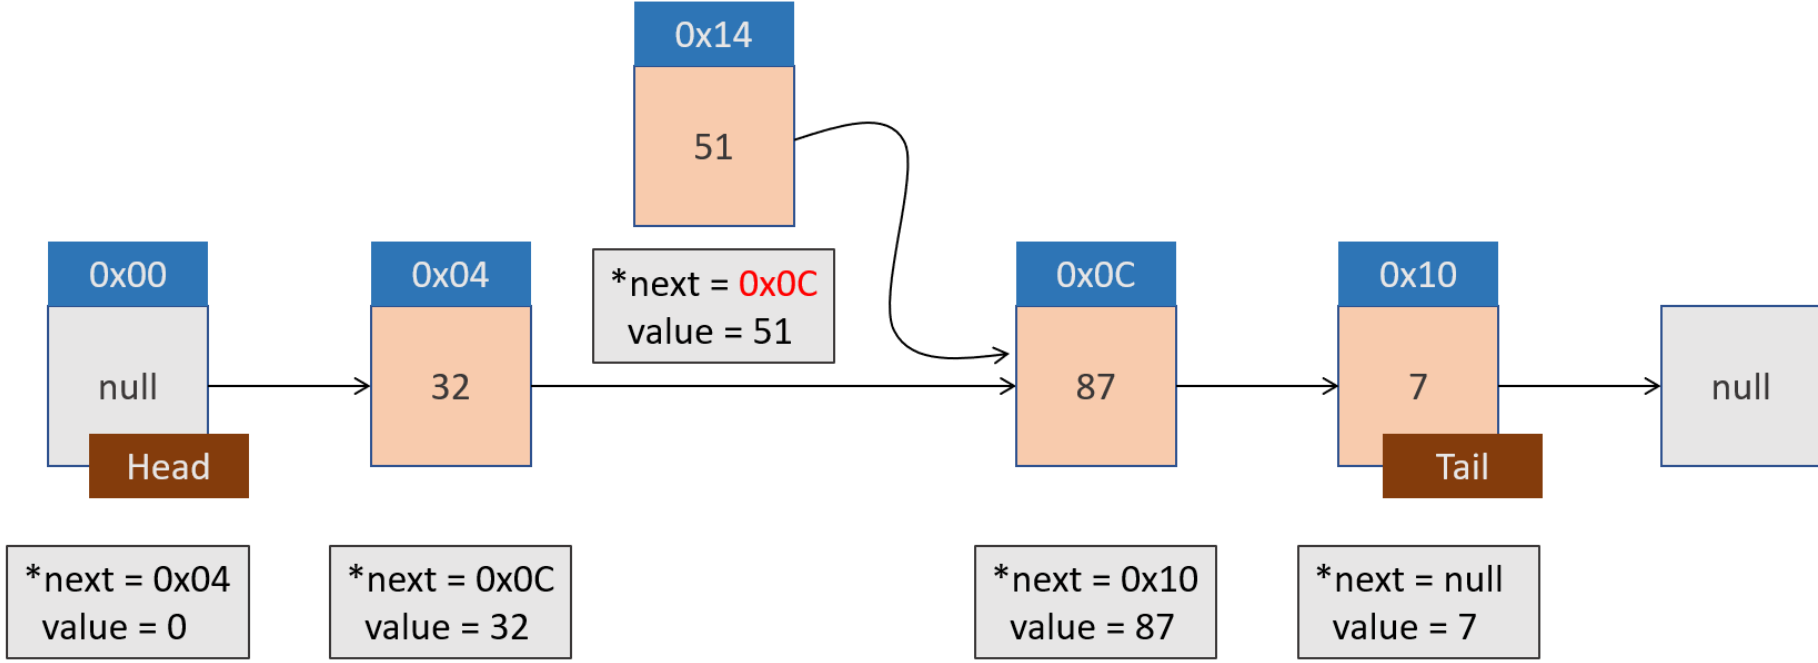 0x14
51
*next = 0x0C
value = 51
0x00
null
Head
*next = 0x04
value = 0
0x04
32
*next = 0x0C
value = 32
0x0C
87
*next = 0x10
value = 87
0x10
7
Tail
*next = null
value = 7
null